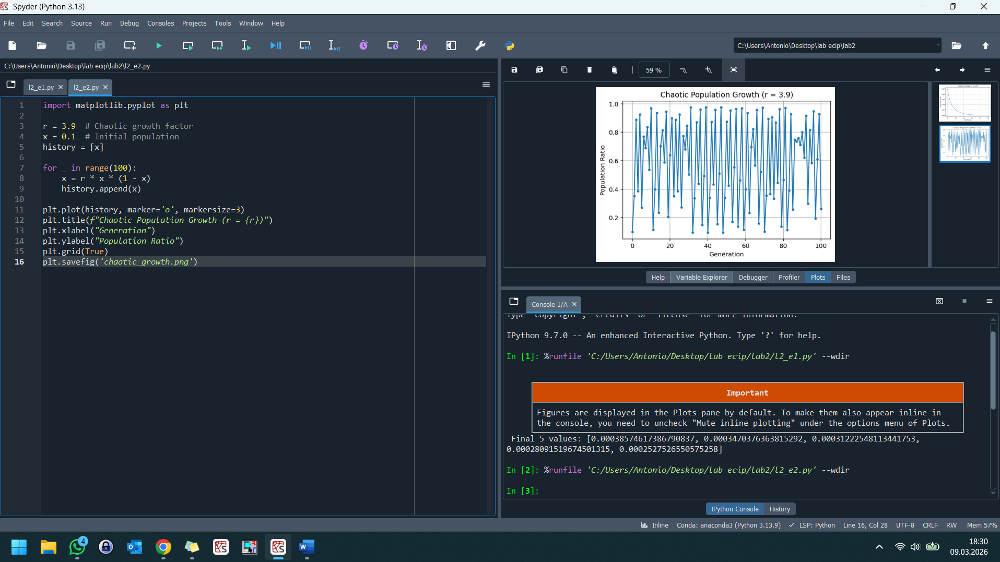 Spyder (Python 3.13)
File Edit Search Source Run Debug Consoles Projects Tools Window Help
C:\Users\Antonio\Desktop\lab ecip\lab2
C:\Users\Antonio\Desktop\lab ecip\lab2\l2_e2.py
l2_e1.py l2_e2.py
1 import matplotlib.pyplot as plt
2
3 r = 3.9  # Chaotic growth factor
4 x = 0.1  # Initial population
5 history = [x]
6
7 for _ in range(100):
8     x = r * x * (1 - x)
9     history.append(x)
10
11 plt.plot(history, marker='o', markersize=3)
12 plt.title(f"Chaotic Population Growth (r = {r})")
13 plt.xlabel("Generation")
14 plt.ylabel("Population Ratio")
15 plt.grid(True)
16 plt.savefig('chaotic_growth.png')
59 %
Chaotic Population Growth (r = 3.9)
1.0
0.8
0.6
0.4
0.2
Population Ratio
0 20 40 60 80 100
Generation
Help Variable Explorer Debugger Profiler Plots Files
Console 1/A
Type "copyright", "credits" or "license" for more information.
IPython 9.7.0 -- An enhanced Interactive Python. Type '?' for help.
In [1]: %runfile 'C:/Users/Antonio/Desktop/lab ecip/lab2/l2_e1.py' --wdir
Important
Figures are displayed in the Plots pane by default. To make them also appear inline in
the console, you need to uncheck "Mute inline plotting" under the options menu of Plots.
Final 5 values: [0.00038574617386790837, 0.0003470376363815292, 0.00031222548113441753,
0.00028091519674501315, 0.0002527526550575258]
In [2]: %runfile 'C:/Users/Antonio/Desktop/lab ecip/lab2/l2_e2.py' --wdir
In [3]:
IPython Console History
Inline Conda: anaconda3 (Python 3.13.9) LSP: Python Line 16, Col 28 UTF-8 CRLF RW Mem 57%
4
18:30
09.03.2026